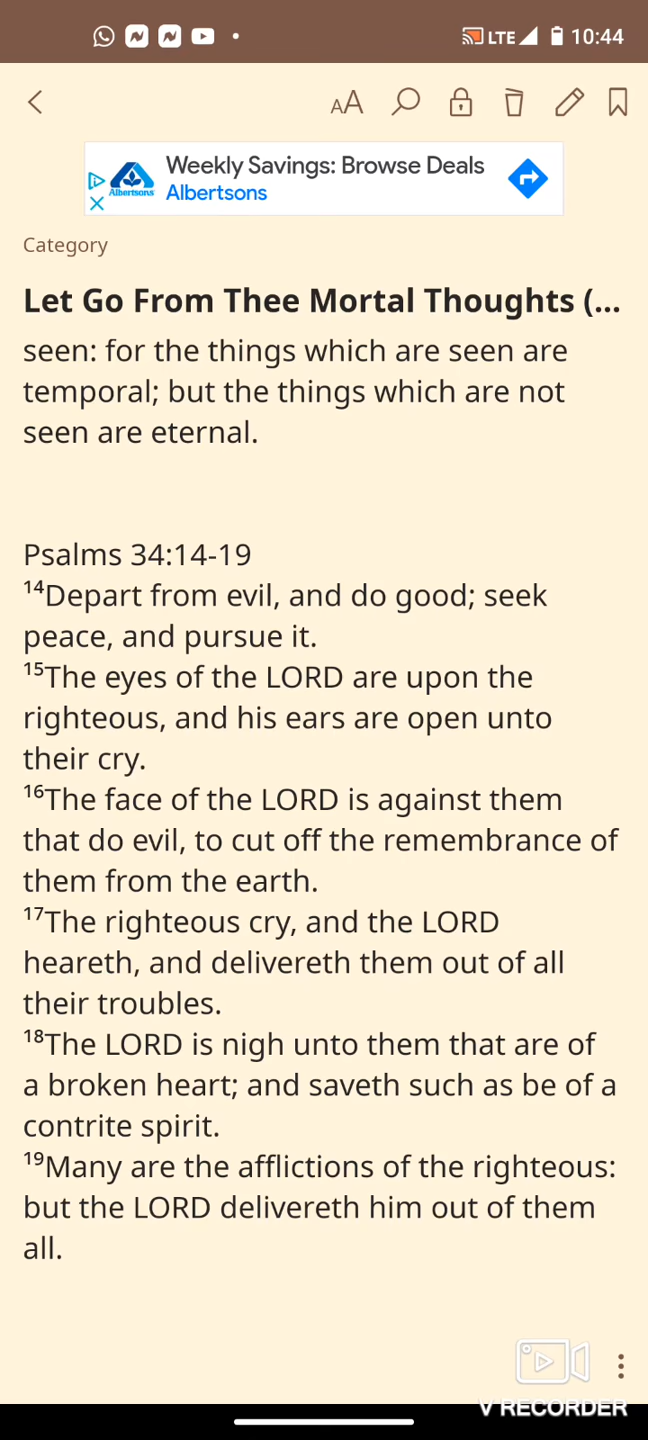 LTE 10:44
AA
Weekly Savings: Browse Deals
Albertsons
Albertsons
Category
Let Go From Thee Mortal Thoughts (...
seen: for the things which are seen are
temporal; but the things which are not
seen are eternal.
Psalms 34:14-19
¹⁴Depart from evil, and do good; seek
peace, and pursue it.
¹⁵The eyes of the LORD are upon the
righteous, and his ears are open unto
their cry.
¹⁶The face of the LORD is against them
that do evil, to cut off the remembrance of
them from the earth.
¹⁷The righteous cry, and the LORD
heareth, and delivereth them out of all
their troubles.
¹⁸The LORD is nigh unto them that are of
a broken heart; and saveth such as be of a
contrite spirit.
¹⁹Many are the afflictions of the righteous:
but the LORD delivereth him out of them
all.
V RECORDER